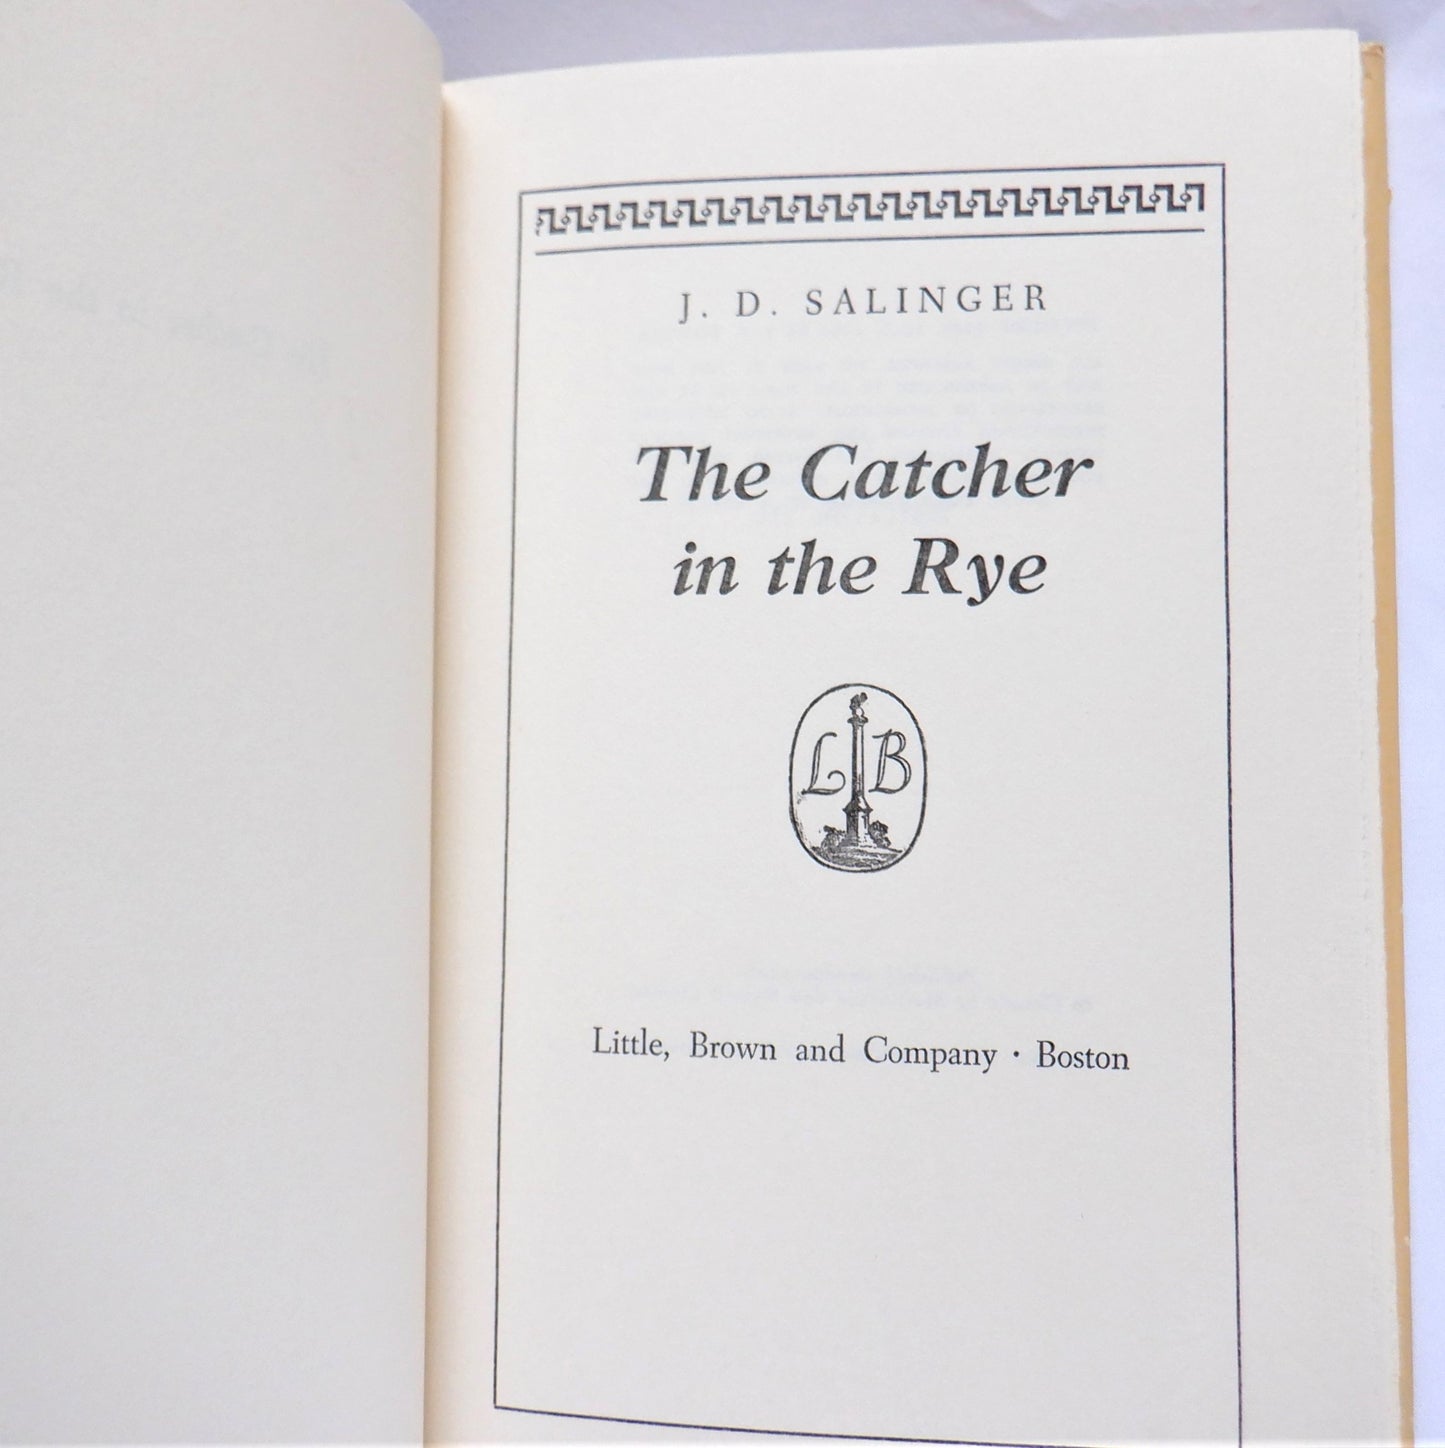 J. D. SALINGER
The Catcher
in the Rye
L B
Little, Brown and Company · Boston